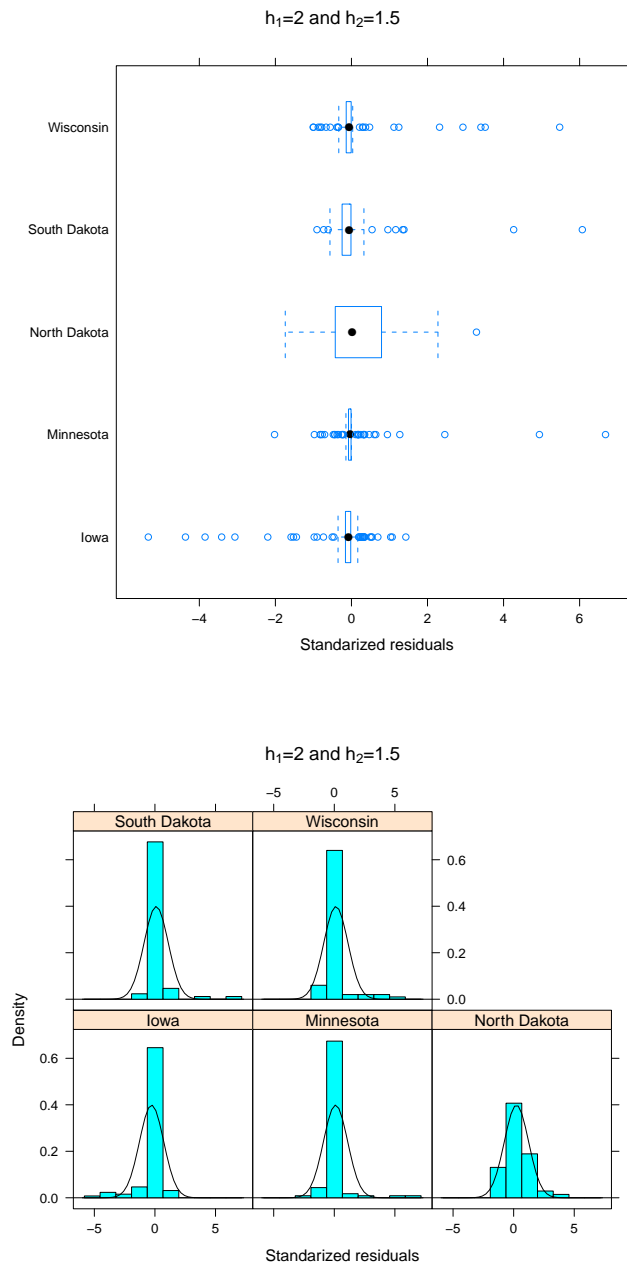 h₁=2 and h₂=1.5
Wisconsin
South Dakota
North Dakota
Minnesota
Iowa
−4 −2 0 2 4 6
Standarized residuals
h₁=2 and h₂=1.5
−5 0 5
South Dakota Wisconsin
0.6
0.4
0.2
0.0
Density
Iowa Minnesota North Dakota
0.6
0.4
0.2
0.0
−5 0 5 −5 0 5
Standarized residuals